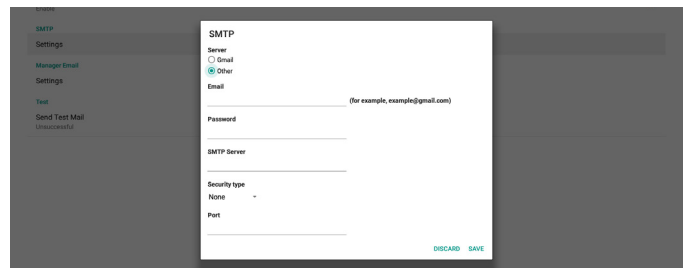 Enable
SMTP
Settings
Manager Email
Settings
Test
Send Test Mail
Unsuccessful
SMTP
Server
Gmail
Other
Email
(for example, example@gmail.com)
Password
SMTP Server
Security type
None
Port
DISCARD SAVE